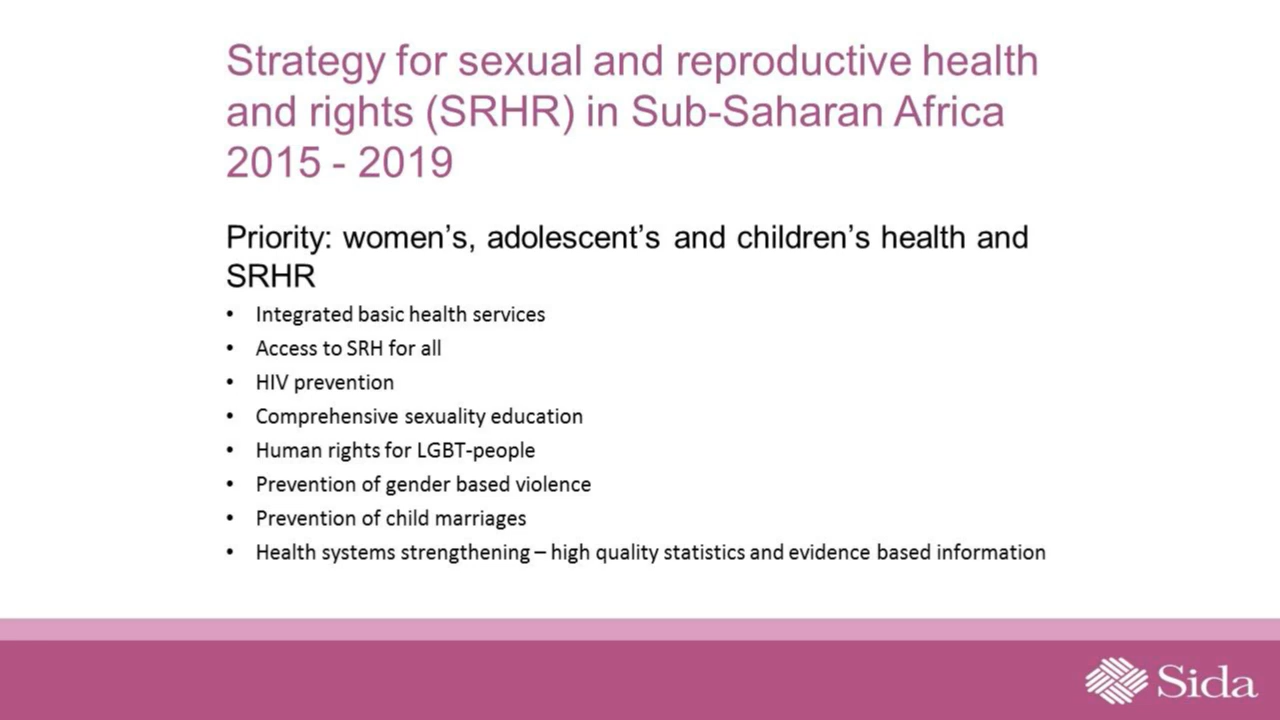 Strategy for sexual and reproductive health
and rights (SRHR) in Sub-Saharan Africa
2015 - 2019
Priority: women’s, adolescent’s and children’s health and
SRHR
• Integrated basic health services
• Access to SRH for all
• HIV prevention
• Comprehensive sexuality education
• Human rights for LGBT-people
• Prevention of gender based violence
• Prevention of child marriages
• Health systems strengthening – high quality statistics and evidence based information
Sida